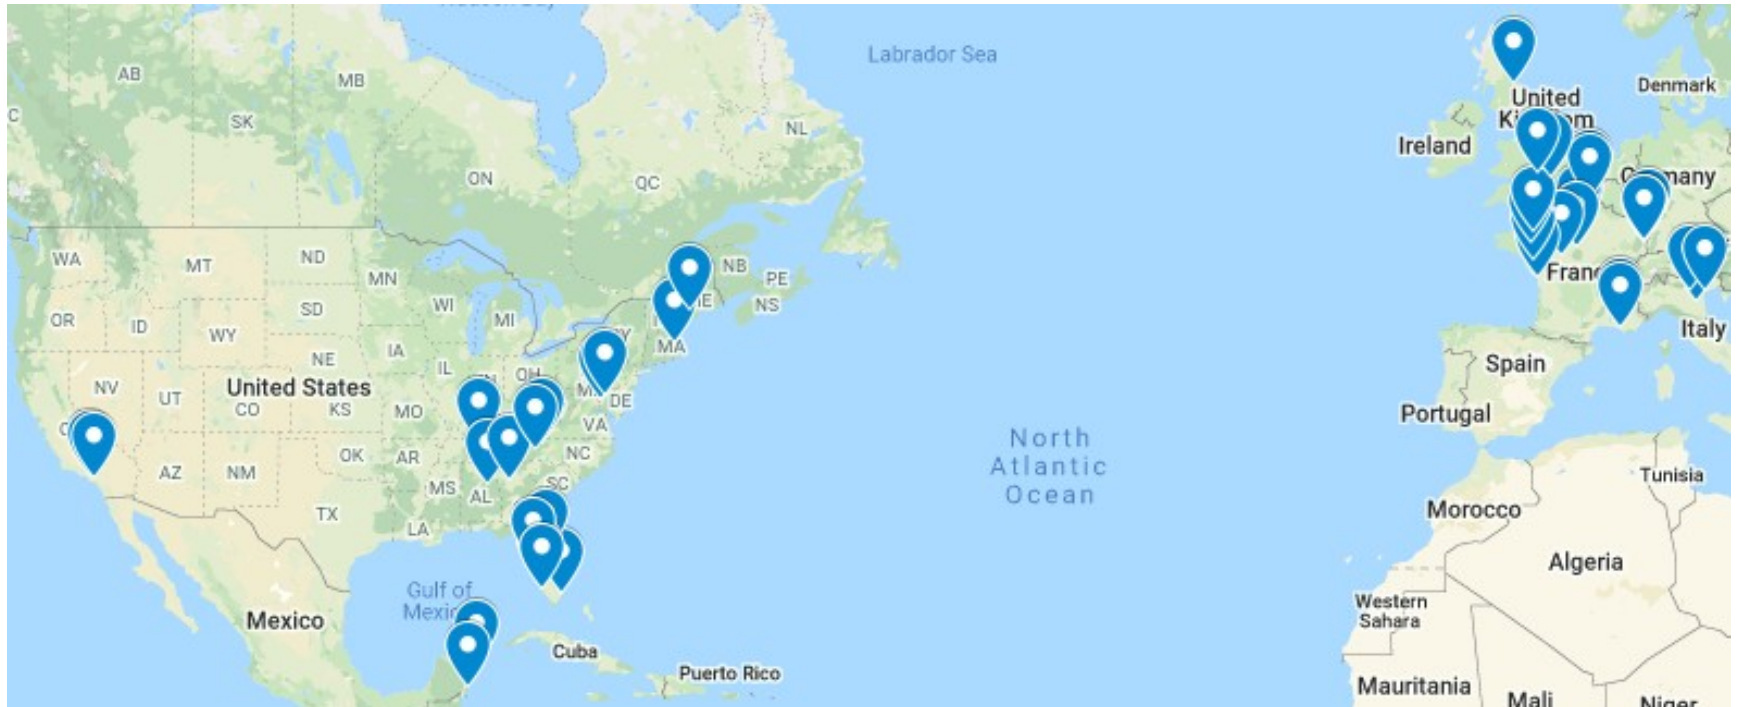 Labrador Sea
AB
MB
SK
ON
QC
NL
WA
MT
ND
MN
OR
ID
WY
SD
WI
MI
NB
PE
NS
MA
NV
UT
NE
IA
IL
OH
United States
CO
KS
MO
DE
VA
AZ
NM
OK
AR
NC
TX
MS
AL
SC
LA
Gulf of
Mexico
Mexico
Cuba
Puerto Rico
North
Atlantic
Ocean
United
Kingdom
Ireland
Denmark
Germany
France
Italy
Spain
Portugal
Morocco
Tunisia
Algeria
Western
Sahara
Mauritania
Mali
Niger